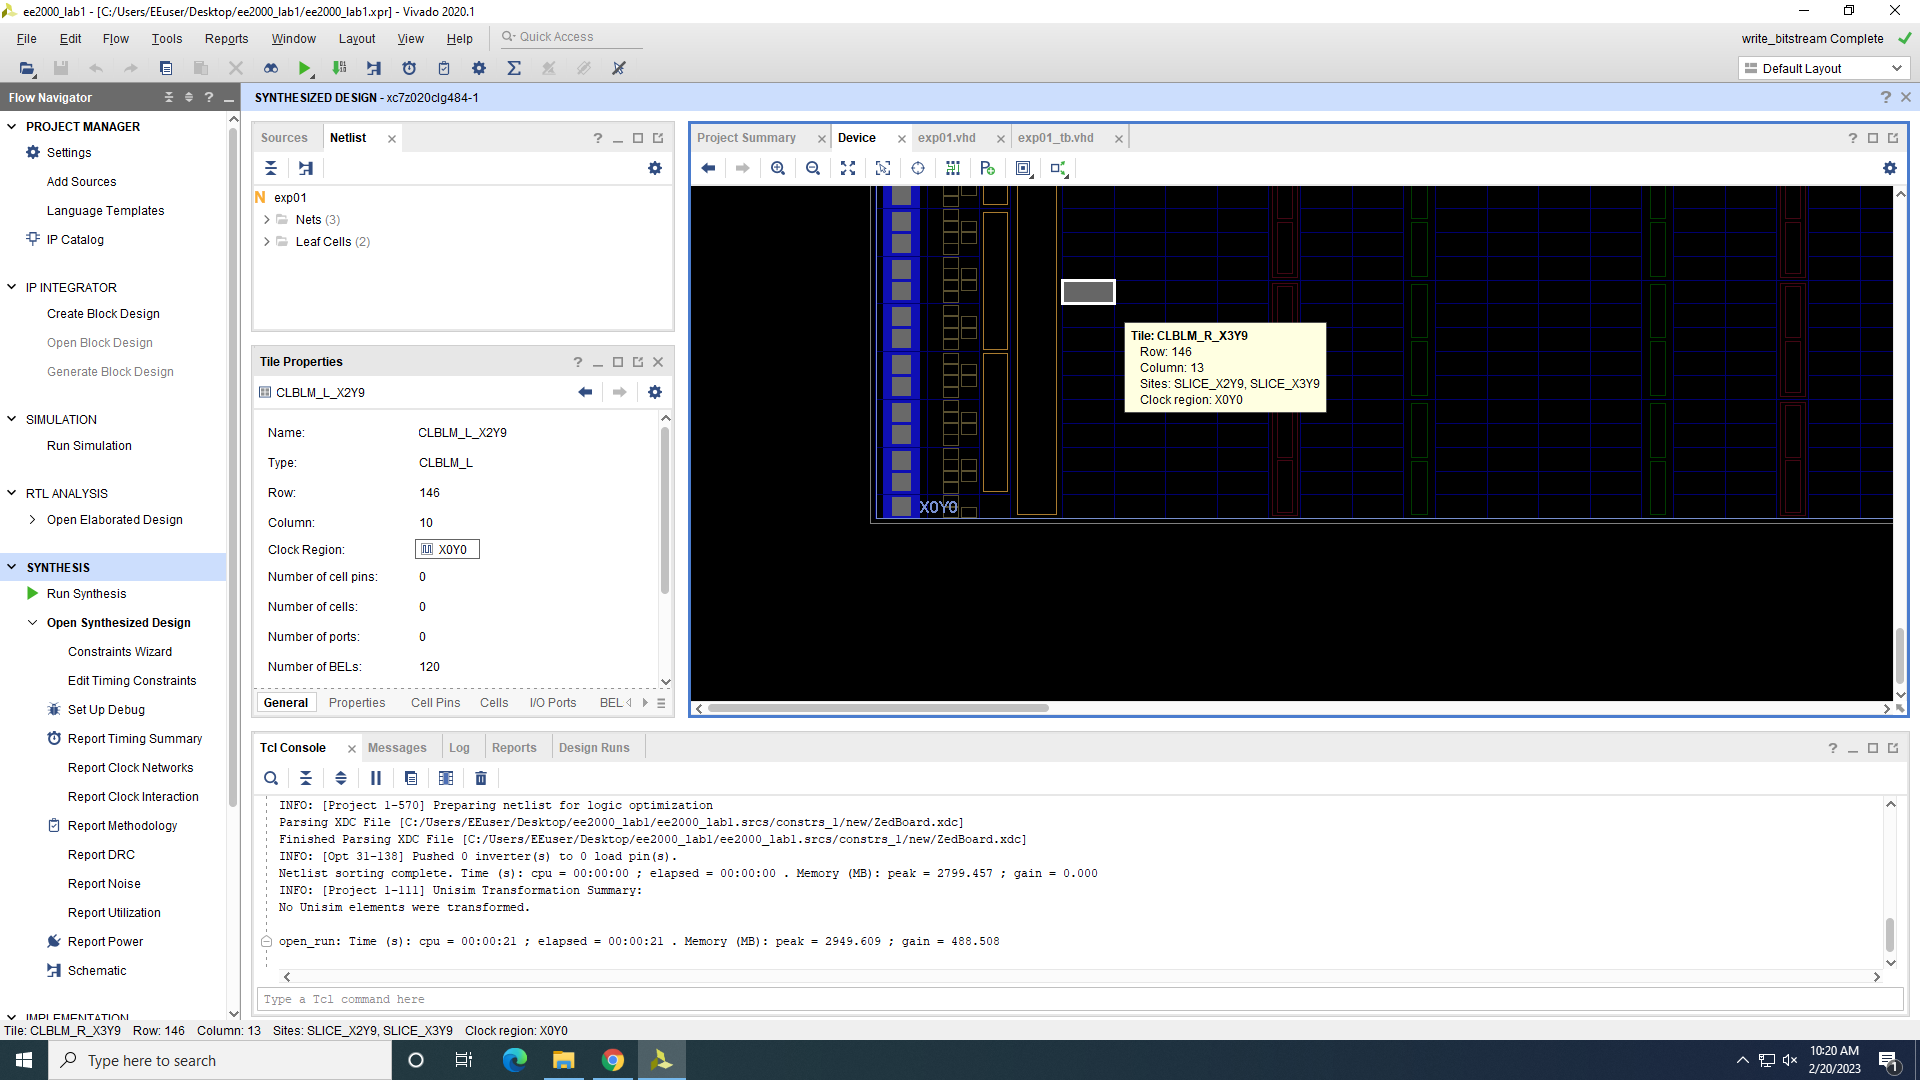 ee2000_lab1 - [C:/Users/EEuser/Desktop/ee2000_lab1/ee2000_lab1.xpr] - Vivado 2020.1
File Edit Flow Tools Reports Window Layout View Help Quick Access
write_bitstream Complete
Default Layout
Flow Navigator
SYNTHESIZED DESIGN - xc7z020clg484-1
PROJECT MANAGER
Settings
Add Sources
Language Templates
IP Catalog
IP INTEGRATOR
Create Block Design
Open Block Design
Generate Block Design
SIMULATION
Run Simulation
RTL ANALYSIS
Open Elaborated Design
SYNTHESIS
Run Synthesis
Open Synthesized Design
Constraints Wizard
Edit Timing Constraints
Set Up Debug
Report Timing Summary
Report Clock Networks
Report Clock Interaction
Report Methodology
Report DRC
Report Noise
Report Utilization
Report Power
Schematic
IMPLEMENTATION
Sources Netlist
N exp01
Nets (3)
Leaf Cells (2)
Tile Properties
CLBLM_L_X2Y9
Name: CLBLM_L_X2Y9
Type: CLBLM_L
Row: 146
Column: 10
Clock Region: X0Y0
Number of cell pins: 0
Number of cells: 0
Number of ports: 0
Number of BELs: 120
General Properties Cell Pins Cells I/O Ports BEL
Project Summary Device exp01.vhd exp01_tb.vhd
Tile: CLBLM_R_X3Y9
Row: 146
Column: 13
Sites: SLICE_X2Y9, SLICE_X3Y9
Clock region: X0Y0
X0Y0
Tcl Console Messages Log Reports Design Runs
INFO: [Project 1-570] Preparing netlist for logic optimization
Parsing XDC File [C:/Users/EEuser/Desktop/ee2000_lab1/ee2000_lab1.srcs/constrs_1/new/ZedBoard.xdc]
Finished Parsing XDC File [C:/Users/EEuser/Desktop/ee2000_lab1/ee2000_lab1.srcs/constrs_1/new/ZedBoard.xdc]
INFO: [Opt 31-138] Pushed 0 inverter(s) to 0 load pin(s).
Netlist sorting complete. Time (s): cpu = 00:00:00 ; elapsed = 00:00:00 . Memory (MB): peak = 2799.457 ; gain = 0.000
INFO: [Project 1-111] Unisim Transformation Summary:
No Unisim elements were transformed.
open_run: Time (s): cpu = 00:00:21 ; elapsed = 00:00:21 . Memory (MB): peak = 2949.609 ; gain = 488.508
Type a Tcl command here
Tile: CLBLM_R_X3Y9 Row: 146 Column: 13 Sites: SLICE_X2Y9, SLICE_X3Y9 Clock region: X0Y0
Type here to search
10:20 AM
2/20/2023
1